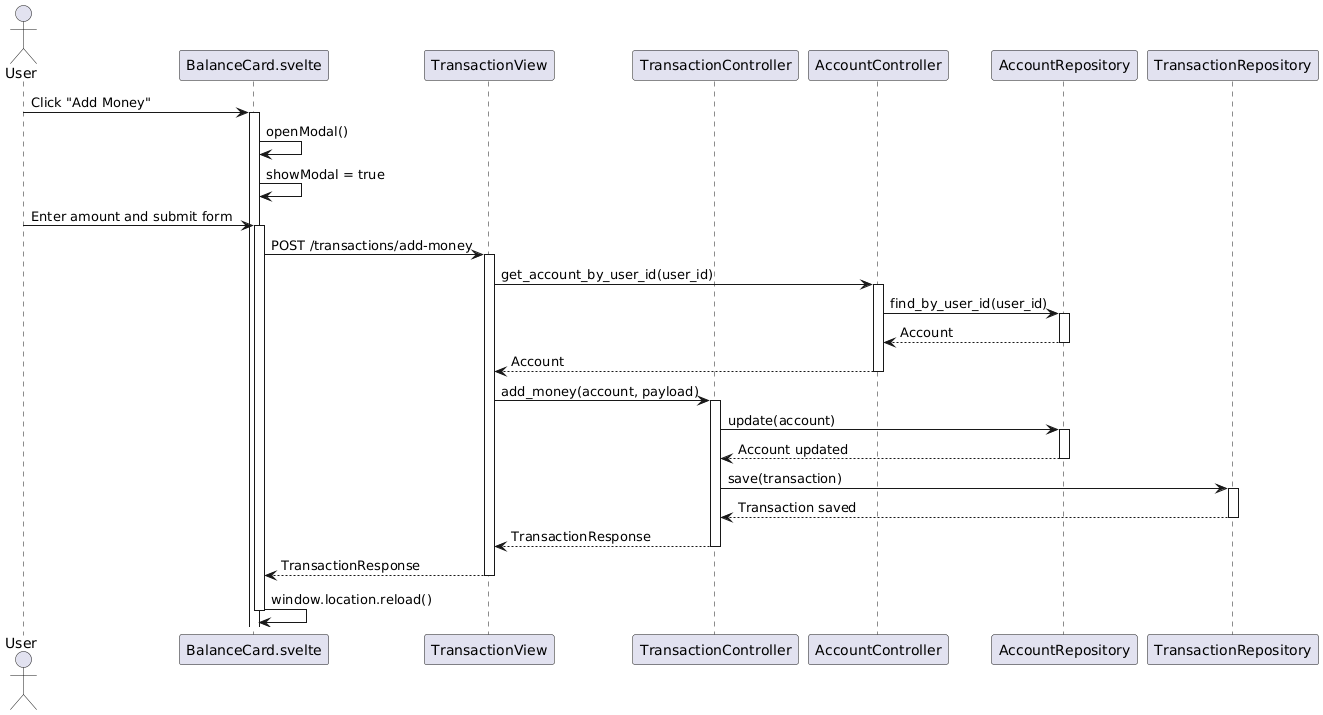 User
BalanceCard.svelte
TransactionView
TransactionController
AccountController
AccountRepository
TransactionRepository
Click "Add Money"
openModal()
showModal = true
Enter amount and submit form
POST /transactions/add-money
get_account_by_user_id(user_id)
find_by_user_id(user_id)
Account
Account
add_money(account, payload)
update(account)
Account updated
save(transaction)
Transaction saved
TransactionResponse
TransactionResponse
window.location.reload()
User
BalanceCard.svelte
TransactionView
TransactionController
AccountController
AccountRepository
TransactionRepository